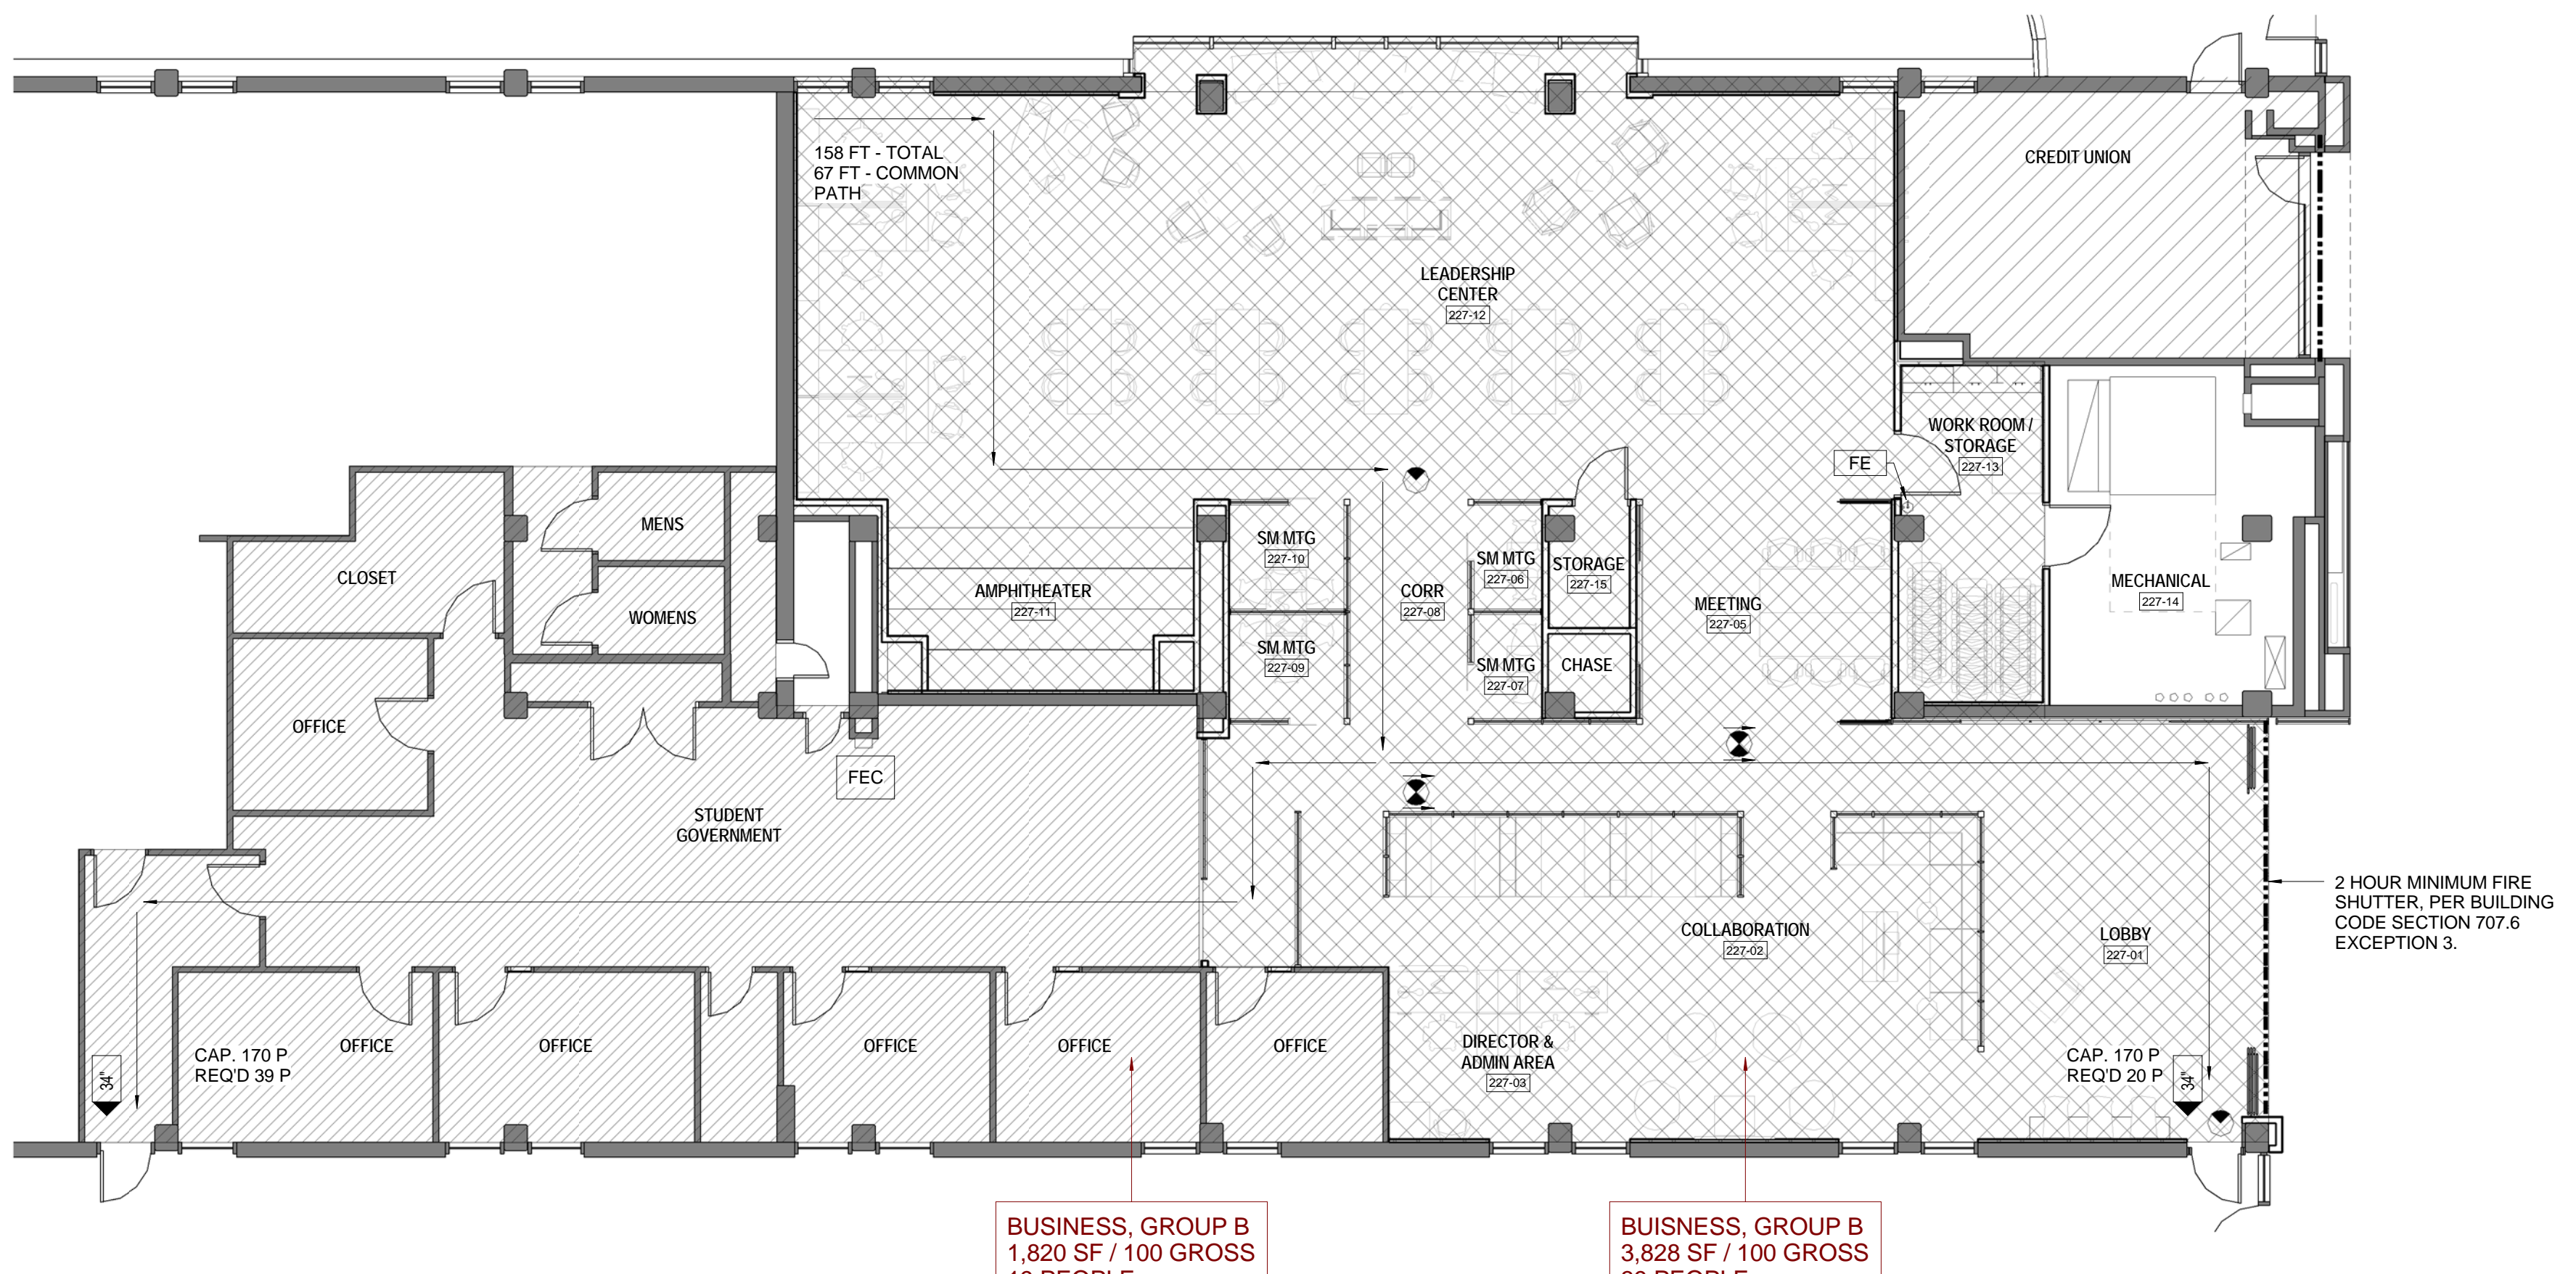 158 FT - TOTAL
67 FT - COMMON
PATH
CREDIT UNION
LEADERSHIP
CENTER
227-12
WORK ROOM /
STORAGE
227-13
FE
MENS
CLOSET
WOMENS
AMPHITHEATER
227-11
SM MTG
227-10
SM MTG
227-09
CORR
227-08
SM MTG
227-06
SM MTG
227-07
STORAGE
227-15
CHASE
MEETING
227-05
MECHANICAL
227-14
OFFICE
FEC
STUDENT
GOVERNMENT
2 HOUR MINIMUM FIRE
SHUTTER, PER BUILDING
CODE SECTION 707.6
EXCEPTION 3.
COLLABORATION
227-02
LOBBY
227-01
34"
CAP. 170 P
REQ'D 39 P
OFFICE
OFFICE
OFFICE
OFFICE
OFFICE
DIRECTOR &
ADMIN AREA
227-03
CAP. 170 P
REQ'D 20 P
34"
BUSINESS, GROUP B
1,820 SF / 100 GROSS
PEOPLE
BUISNESS, GROUP B
3,828 SF / 100 GROSS
PEOPLE